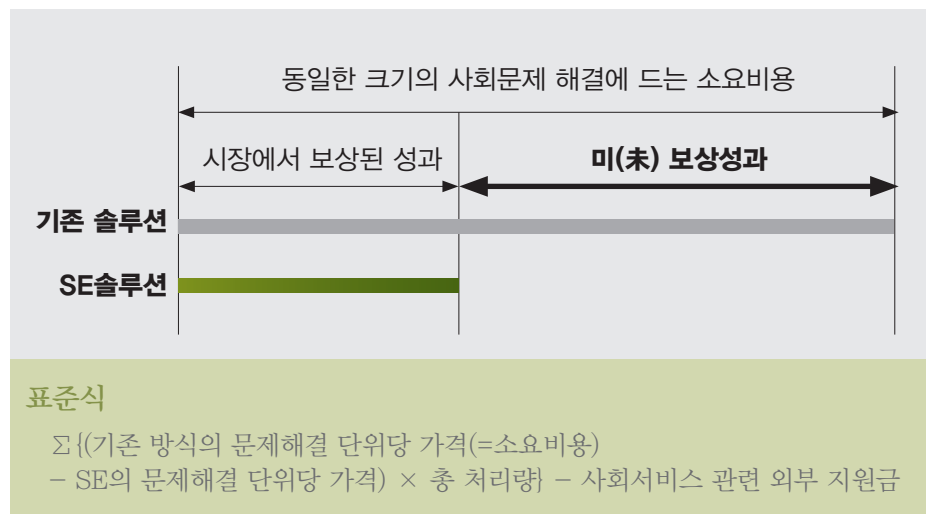 동일한 크기의 사회문제 해결에 드는 소요비용
시장에서 보상된 성과
미(未) 보상성과
기존 솔루션
SE솔루션
표준식
Σ{(기존 방식의 문제해결 단위당 가격(=소요비용)
− SE의 문제해결 단위당 가격) × 총 처리량} − 사회서비스 관련 외부 지원금